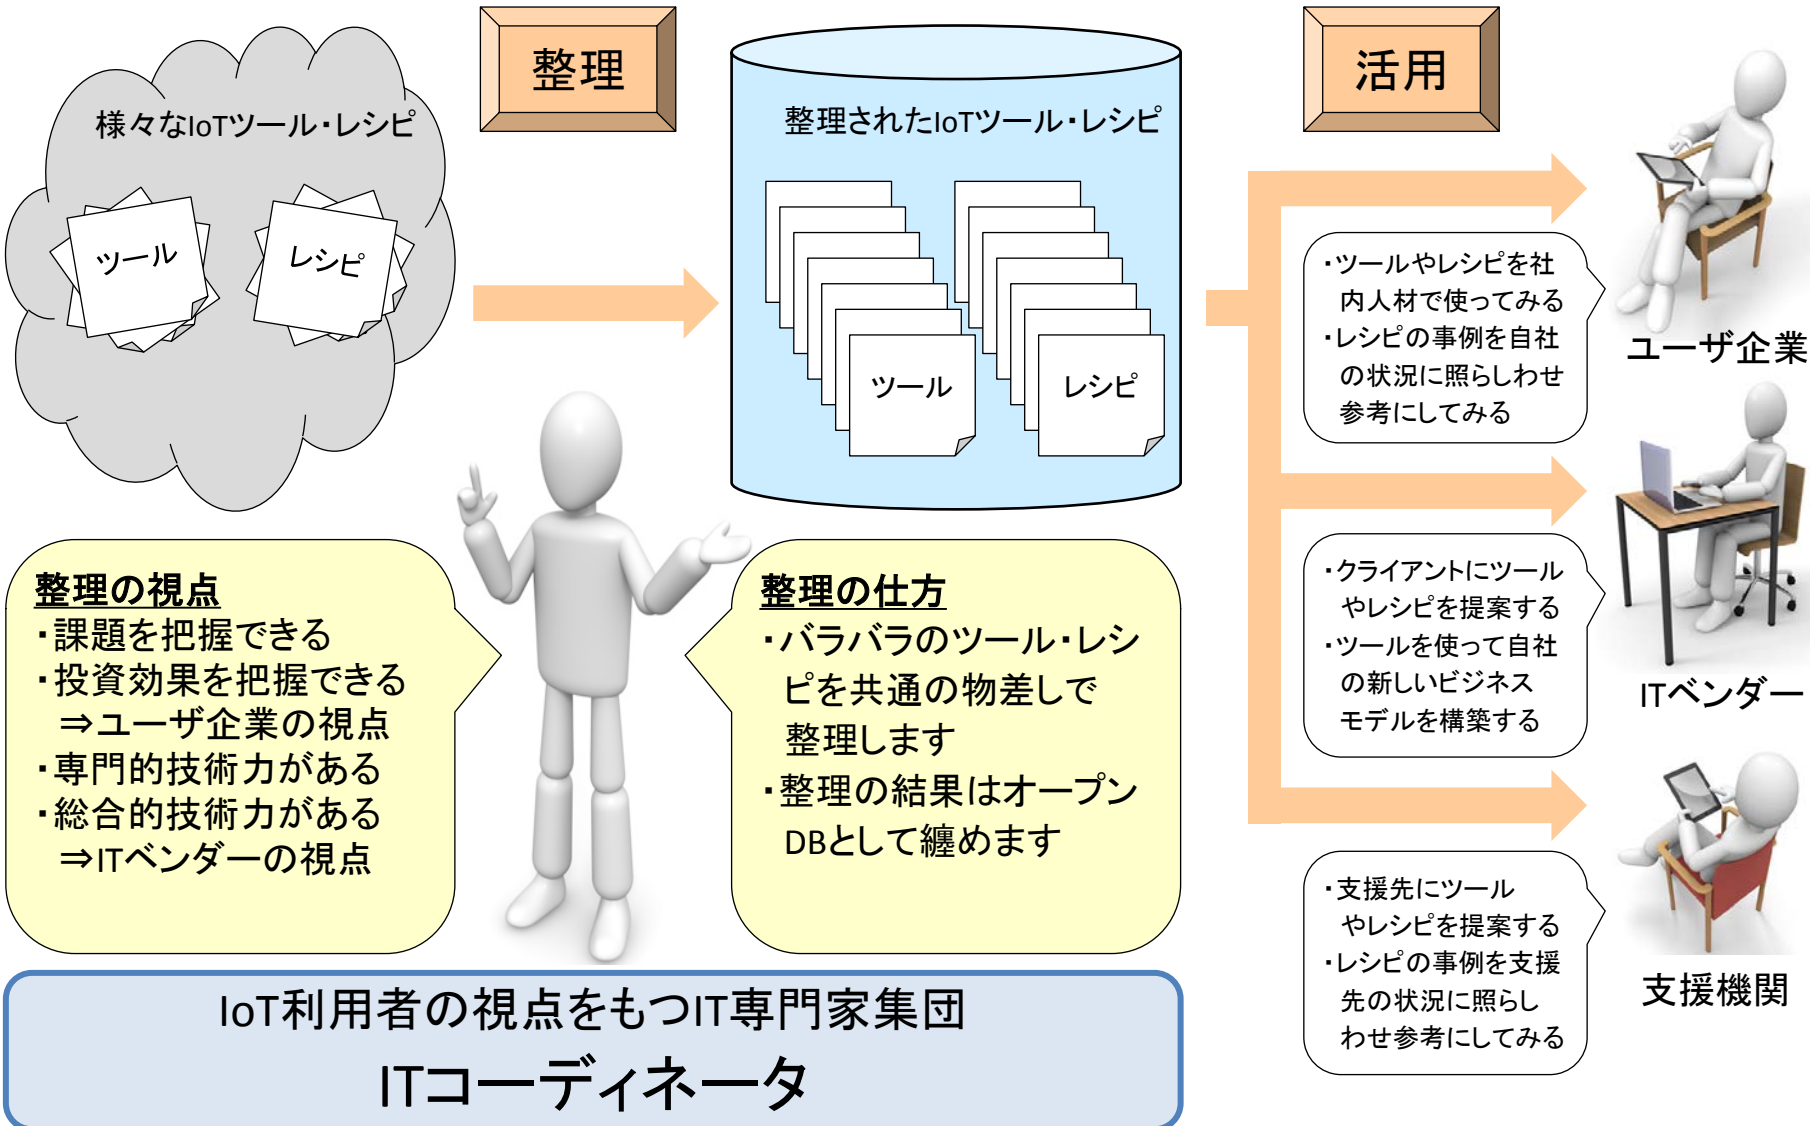 整理
活用
様々なIoTツール・レシピ
ツール
レシピ
整理されたIoTツール・レシピ
ツール
レシピ
・ツールやレシピを社
内人材で使ってみる
・レシピの事例を自社
の状況に照らしわせ
参考にしてみる
ユーザ企業
・クライアントにツール
やレシピを提案する
・ツールを使って自社
の新しいビジネス
モデルを構築する
ITベンダー
・支援先にツール
やレシピを提案する
・レシピの事例を支援
先の状況に照らし
わせ参考にしてみる
支援機関
整理の視点
・課題を把握できる
・投資効果を把握できる
⇒ユーザ企業の視点
・専門的技術力がある
・総合的技術力がある
⇒ITベンダーの視点
整理の仕方
・バラバラのツール・レシ
ピを共通の物差しで
整理します
・整理の結果はオープン
DBとして纏めます
IoT利用者の視点をもつIT専門家集団
ITコーディネータ